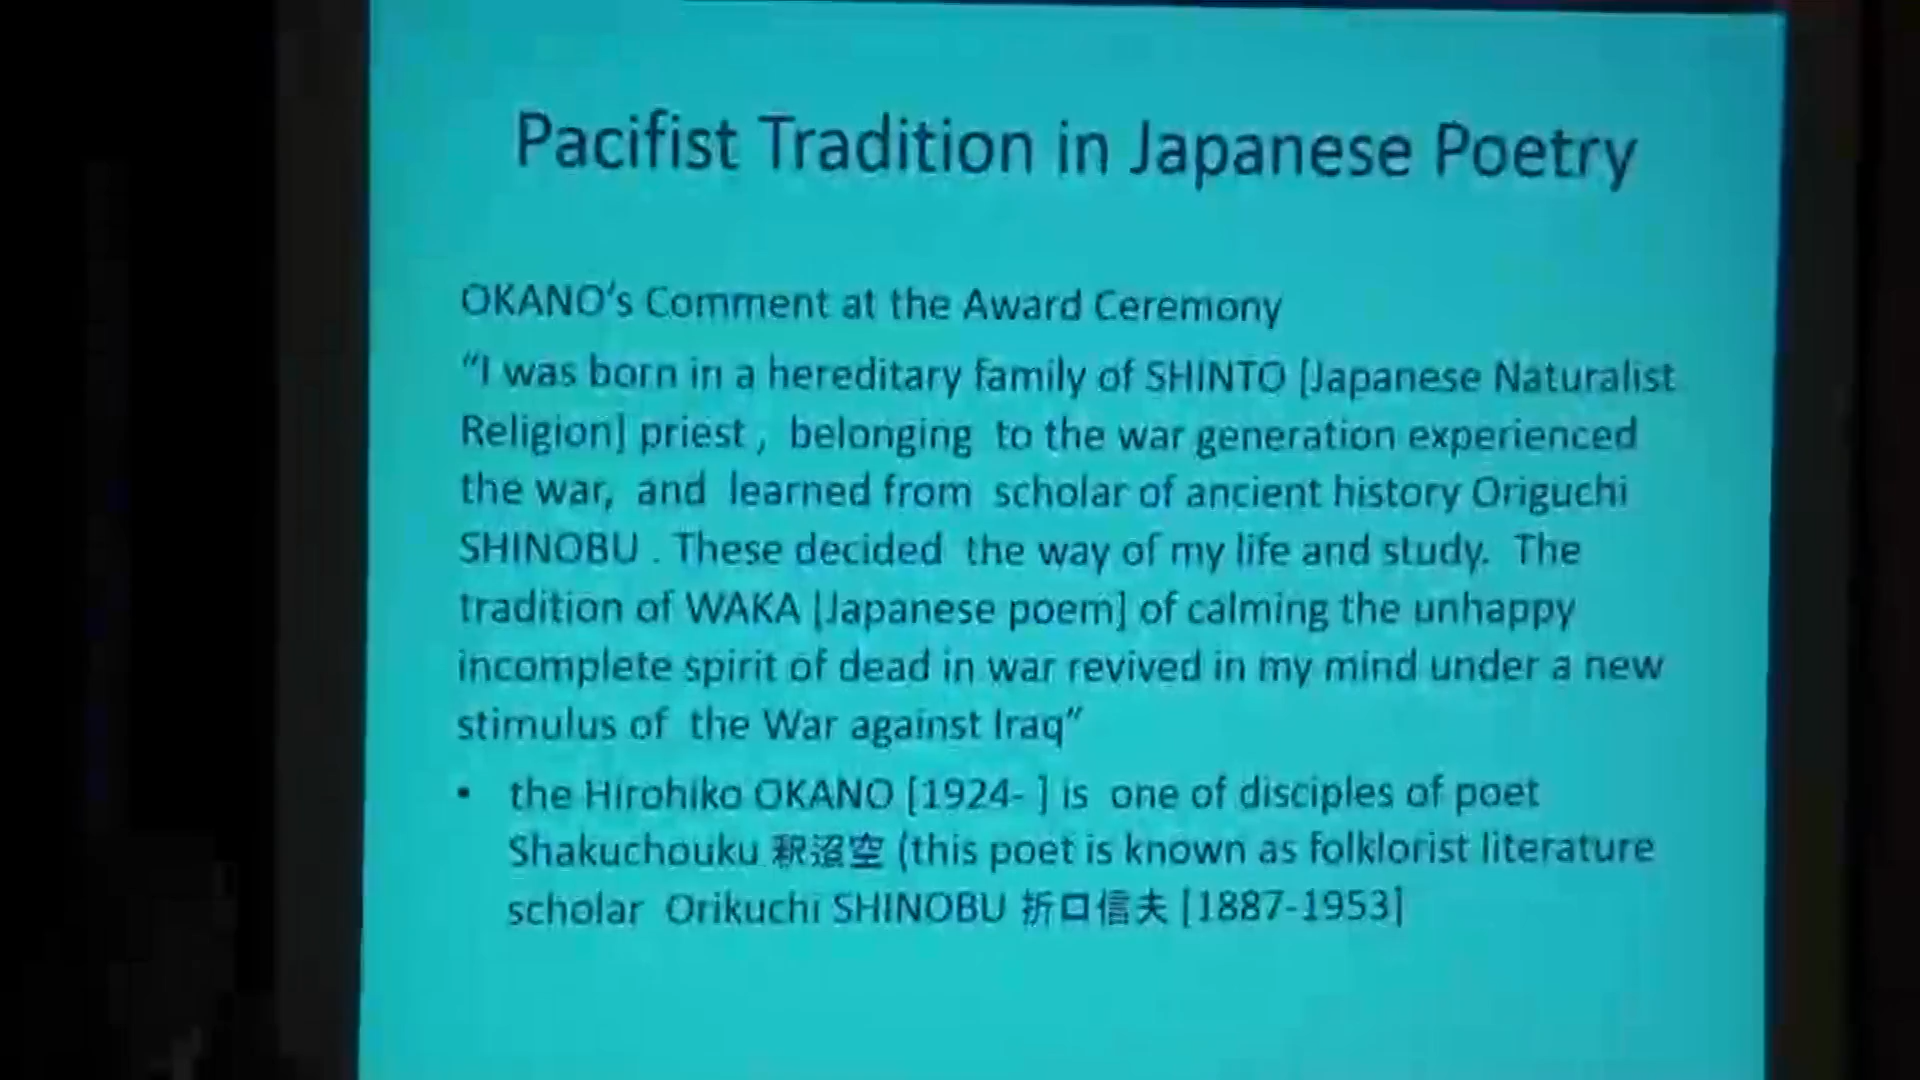 Pacifist Tradition in Japanese Poetry
OKANO's Comment at the Award Ceremony
"I was born in a hereditary family of SHINTO [Japanese Naturalist
Religion] priest , belonging to the war generation experienced
the war, and learned from scholar of ancient history Origuchi
SHINOBU . These decided the way of my life and study. The
tradition of WAKA [Japanese poem] of calming the unhappy
incomplete spirit of dead in war revived in my mind under a new
stimulus of the War against Iraq"
• the Hirohiko OKANO [1924- ] is one of disciples of poet
Shakuchouku 釈迢空 (this poet is known as folklorist literature
scholar Orikuchi SHINOBU 折口信夫 [1887-1953]